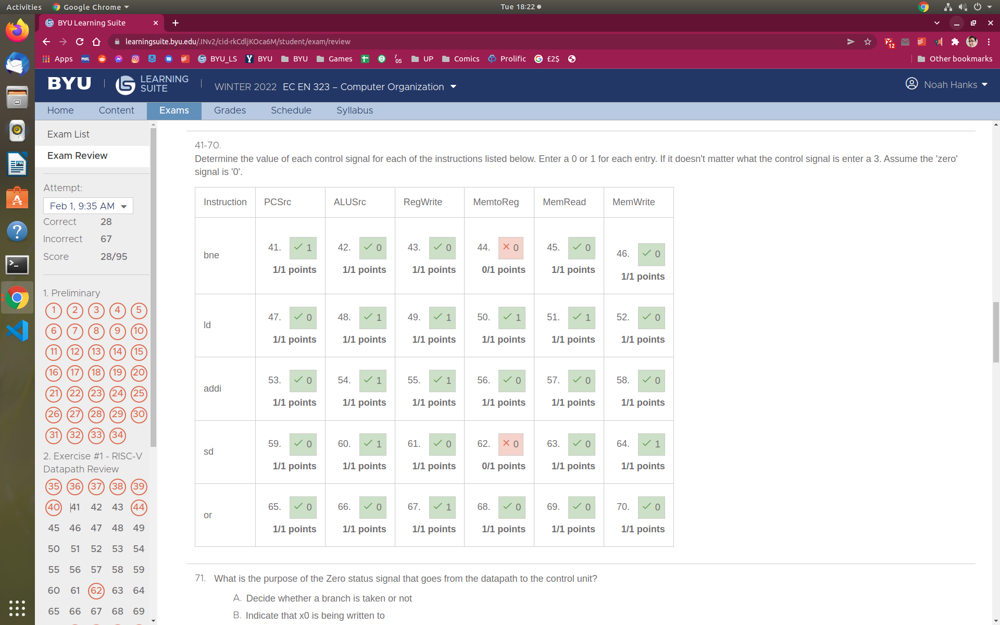 Activities Google Chrome Tue 18:22
BYU Learning Suite
learningsuite.byu.edu/.INv2/cid-rkCdljKOca6M/student/exam/review
12
Apps MAL BYU_LS Y BYU BYU Games 7 05 UP Comics Prolific G £2$ Other bookmarks
BYU LS LEARNING SUITE WINTER 2022 EC EN 323 – Computer Organization Noah Hanks
Home Content Exams Grades Schedule Syllabus
Exam List
Exam Review
Attempt:
Feb 1, 9:35 AM
Correct 28
Incorrect 67
Score 28/95
1. Preliminary
1 2 3 4 5
6 7 8 9 10
11 12 13 14 15
16 17 18 19 20
21 22 23 24 25
26 27 28 29 30
31 32 33 34
2. Exercise #1 - RISC-V
Datapath Review
35 36 37 38 39
40 41 42 43 44
45 46 47 48 49
50 51 52 53 54
55 56 57 58 59
60 61 62 63 64
65 66 67 68 69
41-70.
Determine the value of each control signal for each of the instructions listed below. Enter a 0 or 1 for each entry. If it doesn't matter what the control signal is enter a 3. Assume the 'zero'
signal is '0'.
Instruction PCSrc ALUSrc RegWrite MemtoReg MemRead MemWrite
bne 41. 1 42. 0 43. 0 44. 0 45. 0 46. 0
1/1 points 1/1 points 1/1 points 0/1 points 1/1 points 1/1 points
ld 47. 0 48. 1 49. 1 50. 1 51. 1 52. 0
1/1 points 1/1 points 1/1 points 1/1 points 1/1 points 1/1 points
addi 53. 0 54. 1 55. 1 56. 0 57. 0 58. 0
1/1 points 1/1 points 1/1 points 1/1 points 1/1 points 1/1 points
sd 59. 0 60. 1 61. 0 62. 0 63. 0 64. 1
1/1 points 1/1 points 1/1 points 0/1 points 1/1 points 1/1 points
or 65. 0 66. 0 67. 1 68. 0 69. 0 70. 0
1/1 points 1/1 points 1/1 points 1/1 points 1/1 points 1/1 points
71. What is the purpose of the Zero status signal that goes from the datapath to the control unit?
A. Decide whether a branch is taken or not
B. Indicate that x0 is being written to